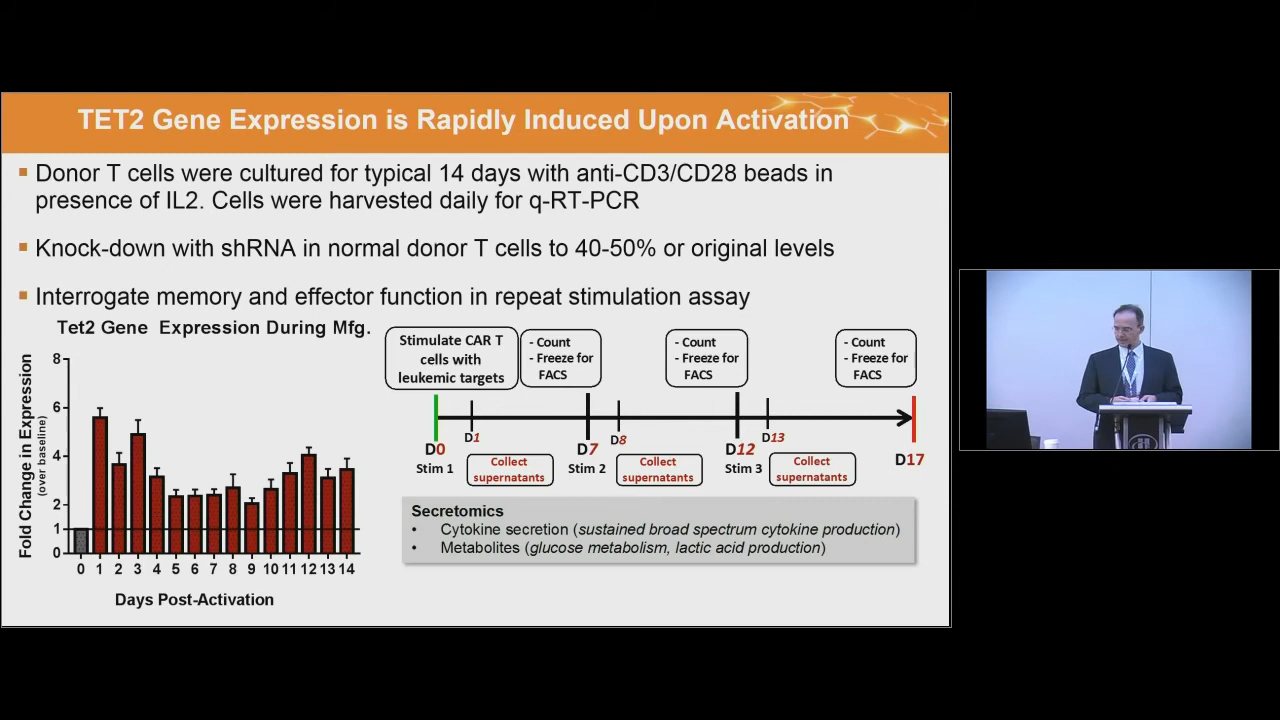 TET2 Gene Expression is Rapidly Induced Upon Activation
Donor T cells were cultured for typical 14 days with anti-CD3/CD28 beads in
presence of IL2. Cells were harvested daily for q-RT-PCR
Knock-down with shRNA in normal donor T cells to 40-50% or original levels
Interrogate memory and effector function in repeat stimulation assay
Tet2 Gene Expression During Mfg.
Fold Change in Expression
(over baseline)
8
6
4
2
1
0
0 1 2 3 4 5 6 7 8 9 10 11 12 13 14
Days Post-Activation
Stimulate CAR T
cells with
leukemic targets
- Count
- Freeze for
FACS
- Count
- Freeze for
FACS
- Count
- Freeze for
FACS
D0
Stim 1
D1
Collect
supernatants
D7
Stim 2
D8
Collect
supernatants
D12
Stim 3
D13
Collect
supernatants
D17
Secretomics
• Cytokine secretion (sustained broad spectrum cytokine production)
• Metabolites (glucose metabolism, lactic acid production)
H